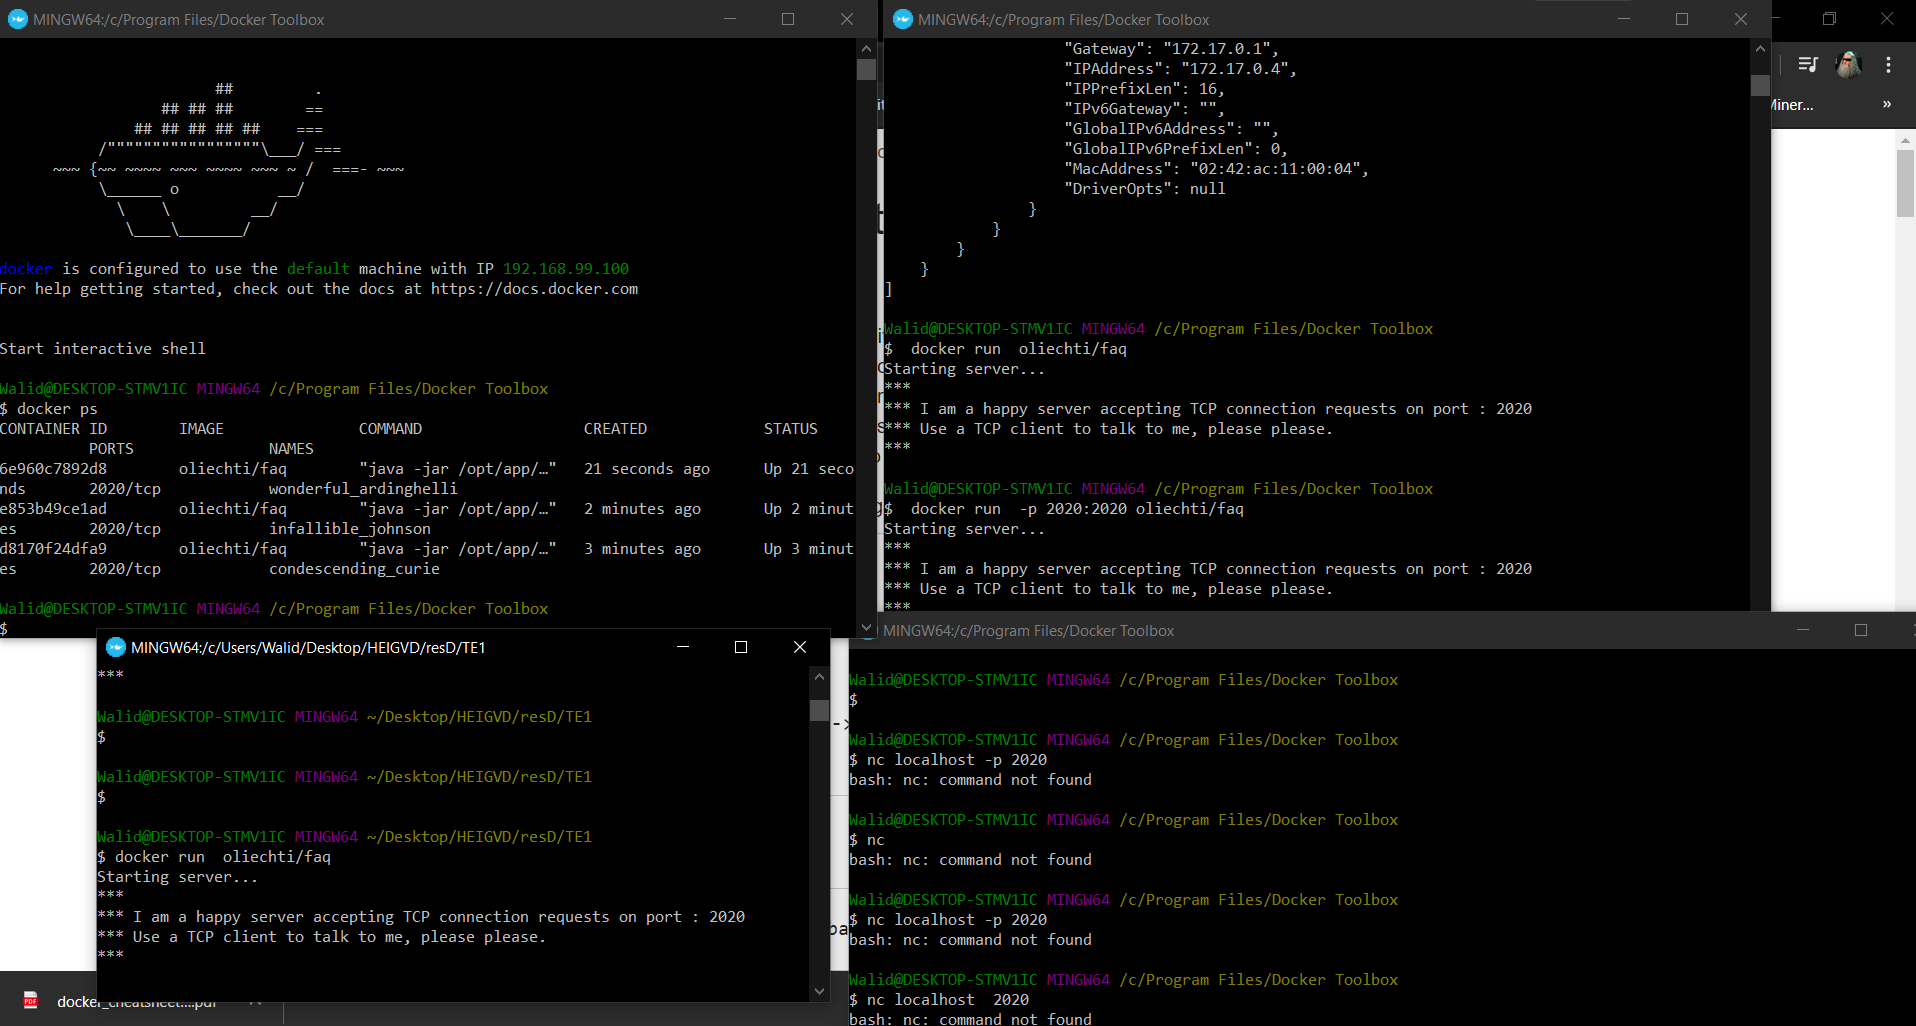 MINGW64:/c/Program Files/Docker Toolbox
                        ##         .
                  ## ## ##        ==
               ## ## ## ## ##    ===
           /"""""""""""""""""\___/ ===
      ~~~ {~~ ~~~~ ~~~ ~~~~ ~~~ ~ /  ===- ~~~
           \______ o           __/
             \    \         __/
              \____\_______/
docker is configured to use the default machine with IP 192.168.99.100
For help getting started, check out the docs at https://docs.docker.com
Start interactive shell
Walid@DESKTOP-STMV1IC MINGW64 /c/Program Files/Docker Toolbox
$ docker ps
CONTAINER ID        IMAGE               COMMAND                  CREATED             STATUS
          PORTS               NAMES
6e960c7892d8        oliechti/faq        "java -jar /opt/app/…"   21 seconds ago      Up 21 seco
nds       2020/tcp            wonderful_ardinghelli
e853b49ce1ad        oliechti/faq        "java -jar /opt/app/…"   2 minutes ago       Up 2 minut
es        2020/tcp            infallible_johnson
d8170f24dfa9        oliechti/faq        "java -jar /opt/app/…"   3 minutes ago       Up 3 minut
es        2020/tcp            condescending_curie
Walid@DESKTOP-STMV1IC MINGW64 /c/Program Files/Docker Toolbox
$
MINGW64:/c/Program Files/Docker Toolbox
"Gateway": "172.17.0.1",
"IPAddress": "172.17.0.4",
"IPPrefixLen": 16,
"IPv6Gateway": "",
"GlobalIPv6Address": "",
"GlobalIPv6PrefixLen": 0,
"MacAddress": "02:42:ac:11:00:04",
"DriverOpts": null
}
}
}
}
]
Walid@DESKTOP-STMV1IC MINGW64 /c/Program Files/Docker Toolbox
$  docker run  oliechti/faq
Starting server...
***
*** I am a happy server accepting TCP connection requests on port : 2020
*** Use a TCP client to talk to me, please please.
***
Walid@DESKTOP-STMV1IC MINGW64 /c/Program Files/Docker Toolbox
$  docker run  -p 2020:2020 oliechti/faq
Starting server...
***
*** I am a happy server accepting TCP connection requests on port : 2020
*** Use a TCP client to talk to me, please please.
***
Miner...
»
MINGW64:/c/Users/Walid/Desktop/HEIGVD/resD/TE1
***
Walid@DESKTOP-STMV1IC MINGW64 ~/Desktop/HEIGVD/resD/TE1
$
Walid@DESKTOP-STMV1IC MINGW64 ~/Desktop/HEIGVD/resD/TE1
$
Walid@DESKTOP-STMV1IC MINGW64 ~/Desktop/HEIGVD/resD/TE1
$ docker run  oliechti/faq
Starting server...
***
*** I am a happy server accepting TCP connection requests on port : 2020
*** Use a TCP client to talk to me, please please.
***
MINGW64:/c/Program Files/Docker Toolbox
Walid@DESKTOP-STMV1IC MINGW64 /c/Program Files/Docker Toolbox
$
Walid@DESKTOP-STMV1IC MINGW64 /c/Program Files/Docker Toolbox
$ nc localhost -p 2020
bash: nc: command not found
Walid@DESKTOP-STMV1IC MINGW64 /c/Program Files/Docker Toolbox
$ nc
bash: nc: command not found
Walid@DESKTOP-STMV1IC MINGW64 /c/Program Files/Docker Toolbox
$ nc localhost -p 2020
bash: nc: command not found
Walid@DESKTOP-STMV1IC MINGW64 /c/Program Files/Docker Toolbox
$ nc localhost  2020
bash: nc: command not found
PDF
docker_cheatsheet....pdf